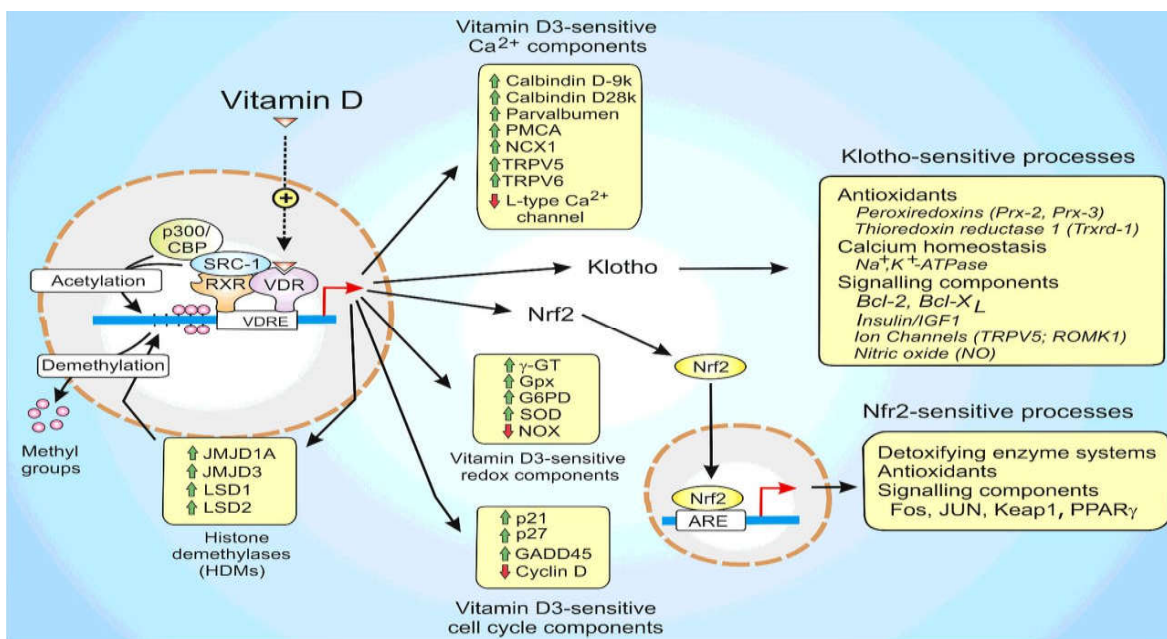 Vitamin D3-sensitive
Ca2+ components
Calbindin D-9k
Calbindin D28k
Parvalbumen
PMCA
NCX1
TRPV5
TRPV6
L-type Ca2+
channel
Vitamin D
+
p300/
CBP
SRC-1
RXR
VDR
Acetylation
VDRE
Demethylation
Methyl
groups
JMJD1A
JMJD3
LSD1
LSD2
Histone
demethylases
(HDMs)
Klotho
Nrf2
γ-GT
Gpx
G6PD
SOD
NOX
Vitamin D3-sensitive
redox components
p21
p27
GADD45
Cyclin D
Vitamin D3-sensitive
cell cycle components
Nrf2
Nrf2
ARE
Klotho-sensitive processes
Antioxidants
Peroxiredoxins (Prx-2, Prx-3)
Thioredoxin reductase 1 (Trxrd-1)
Calcium homeostasis
Na+,K+-ATPase
Signalling components
Bcl-2, Bcl-XL
Insulin/IGF1
Ion Channels (TRPV5; ROMK1)
Nitric oxide (NO)
Nfr2-sensitive processes
Detoxifying enzyme systems
Antioxidants
Signalling components
Fos, JUN, Keap1, PPARγ